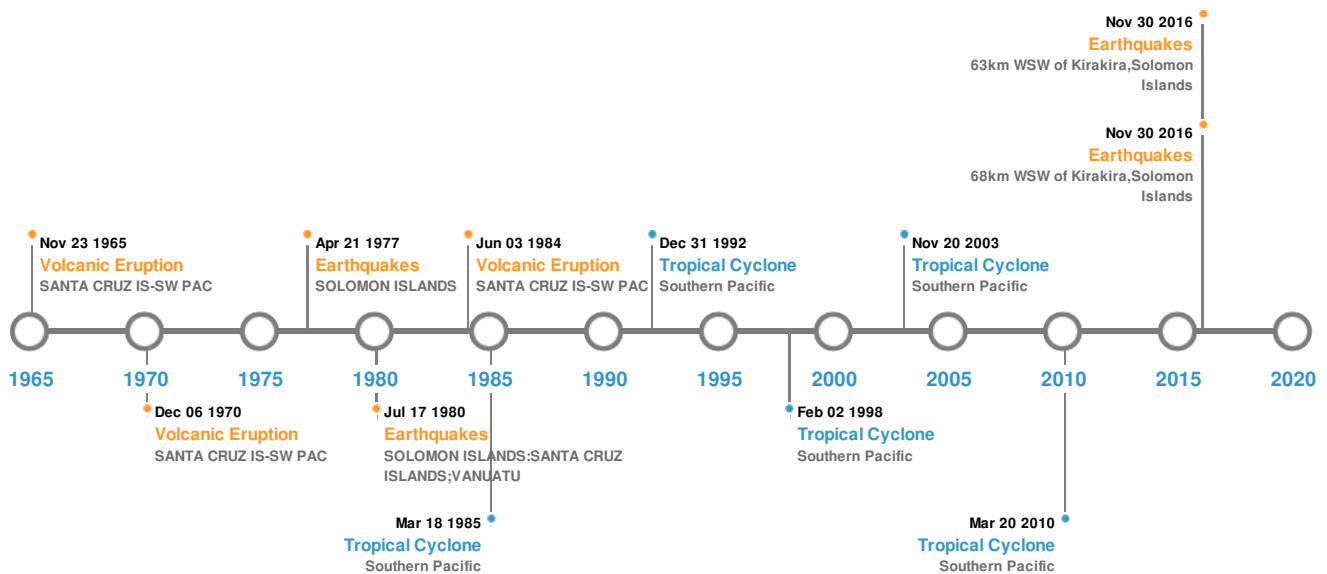 Nov 30 2016
Earthquakes
63km WSW of Kirakira,Solomon
Islands
Nov 30 2016
Earthquakes
68km WSW of Kirakira,Solomon
Islands
Nov 23 1965
Volcanic Eruption
SANTA CRUZ IS-SW PAC
Apr 21 1977
Earthquakes
SOLOMON ISLANDS
Jun 03 1984
Volcanic Eruption
SANTA CRUZ IS-SW PAC
Dec 31 1992
Tropical Cyclone
Southern Pacific
Nov 20 2003
Tropical Cyclone
Southern Pacific
1965 1970 1975 1980 1985 1990 1995 2000 2005 2010 2015 2020
Dec 06 1970
Volcanic Eruption
SANTA CRUZ IS-SW PAC
Jul 17 1980
Earthquakes
SOLOMON ISLANDS:SANTA CRUZ
ISLANDS;VANUATU
Feb 02 1998
Tropical Cyclone
Southern Pacific
Mar 18 1985
Tropical Cyclone
Southern Pacific
Mar 20 2010
Tropical Cyclone
Southern Pacific